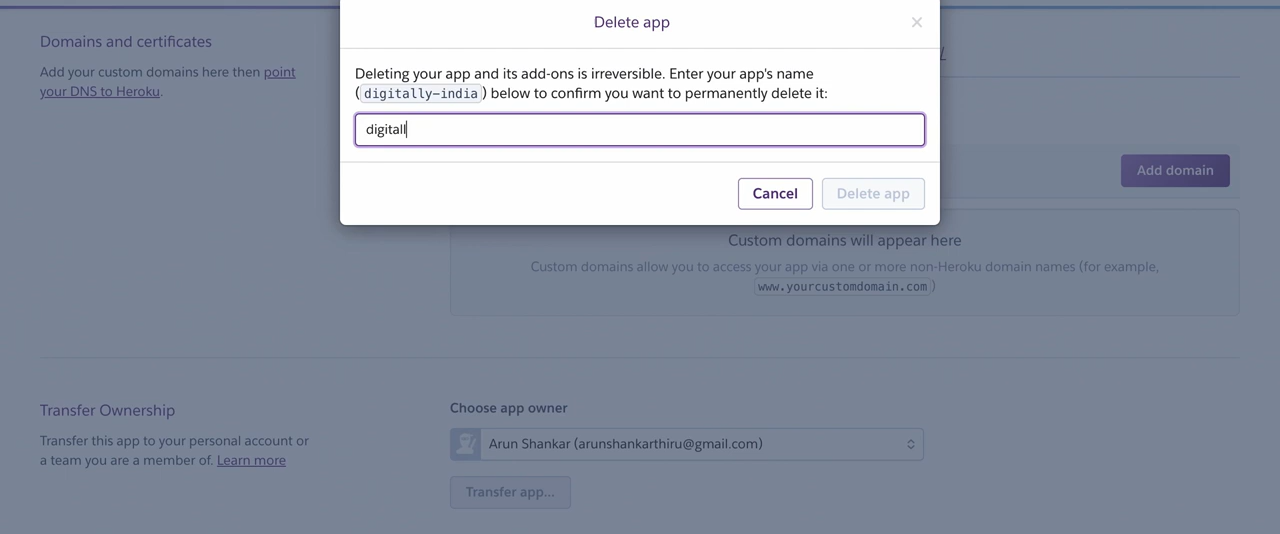 Delete app
×
Deleting your app and its add-ons is irreversible. Enter your app's name
(digitally-india) below to confirm you want to permanently delete it:
digitall
Cancel
Delete app
Domains and certificates
Add your custom domains here then point
your DNS to Heroku.
Add domain
Custom domains will appear here
Custom domains allow you to access your app via one or more non-Heroku domain names (for example,
www.yourcustomdomain.com)
Transfer Ownership
Transfer this app to your personal account or
a team you are a member of. Learn more
Choose app owner
Arun Shankar (arunshankarthiru@gmail.com)
Transfer app...